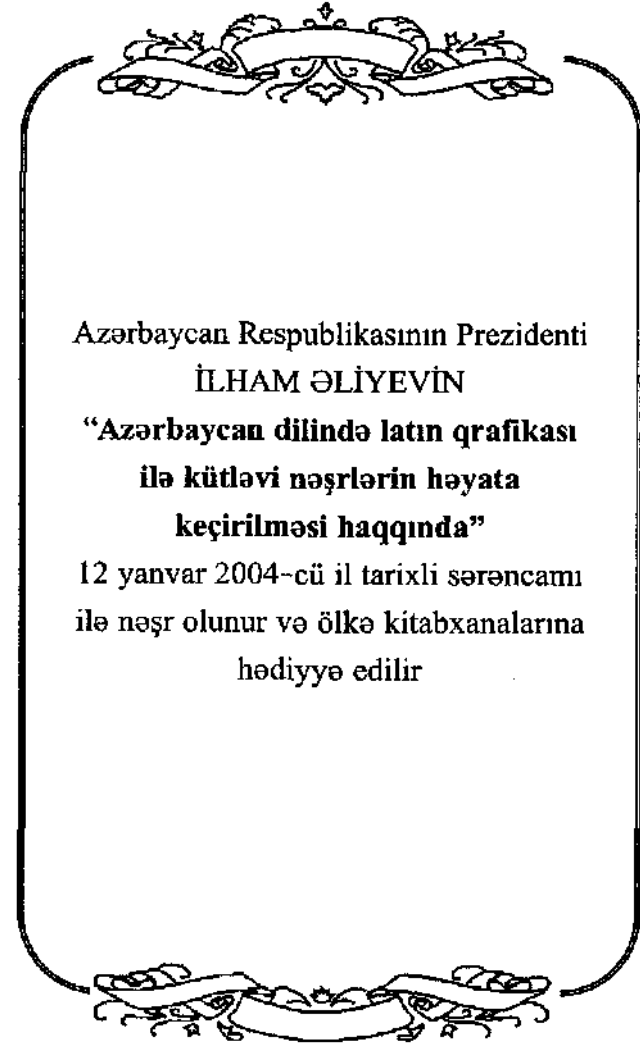 Azərbaycan Respublikasının Prezidenti
İLHAM ƏLİYEVİN
“Azərbaycan dilində latın qrafikası
ilə kütləvi nəşrlərin həyata
keçirilməsi haqqında”
12 yanvar 2004-cü il tarixli sərəncamı
ilə nəşr olunur və ölkə kitabxanalarına
hədiyyə edilir